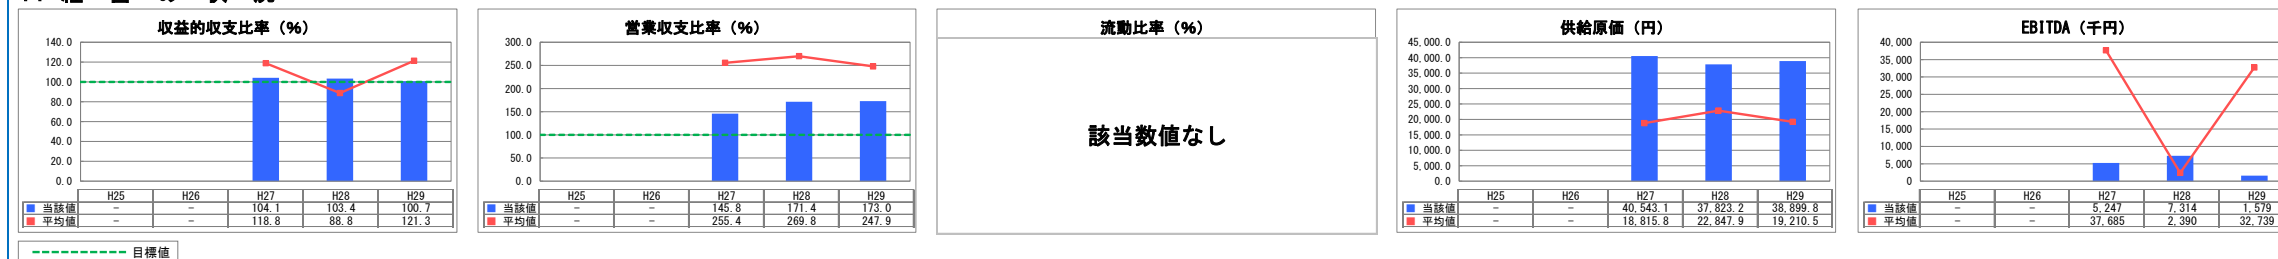 収益的収支比率（%）
140.0
120.0
100.0
80.0
60.0
40.0
20.0
0.0
H25 H26 H27 H28 H29
当該値 － － 104.1 103.4 100.7
平均値 － － 118.8 88.8 121.3
営業収支比率（%）
300.0
250.0
200.0
150.0
100.0
50.0
0.0
H25 H26 H27 H28 H29
当該値 － － 145.8 171.4 173.0
平均値 － － 255.4 269.8 247.9
流動比率（%）
該当数値なし
供給原価（円）
45,000.0
40,000.0
35,000.0
30,000.0
25,000.0
20,000.0
15,000.0
10,000.0
5,000.0
0.0
H25 H26 H27 H28 H29
当該値 － － 40,543.1 37,823.2 38,899.8
平均値 － － 18,815.8 22,847.9 19,210.5
EBITDA（千円）
40,000
35,000
30,000
25,000
20,000
15,000
10,000
5,000
0
H25 H26 H27 H28 H29
当該値 － － 5,247 7,314 1,579
平均値 － － 37,685 2,390 32,739
目標値